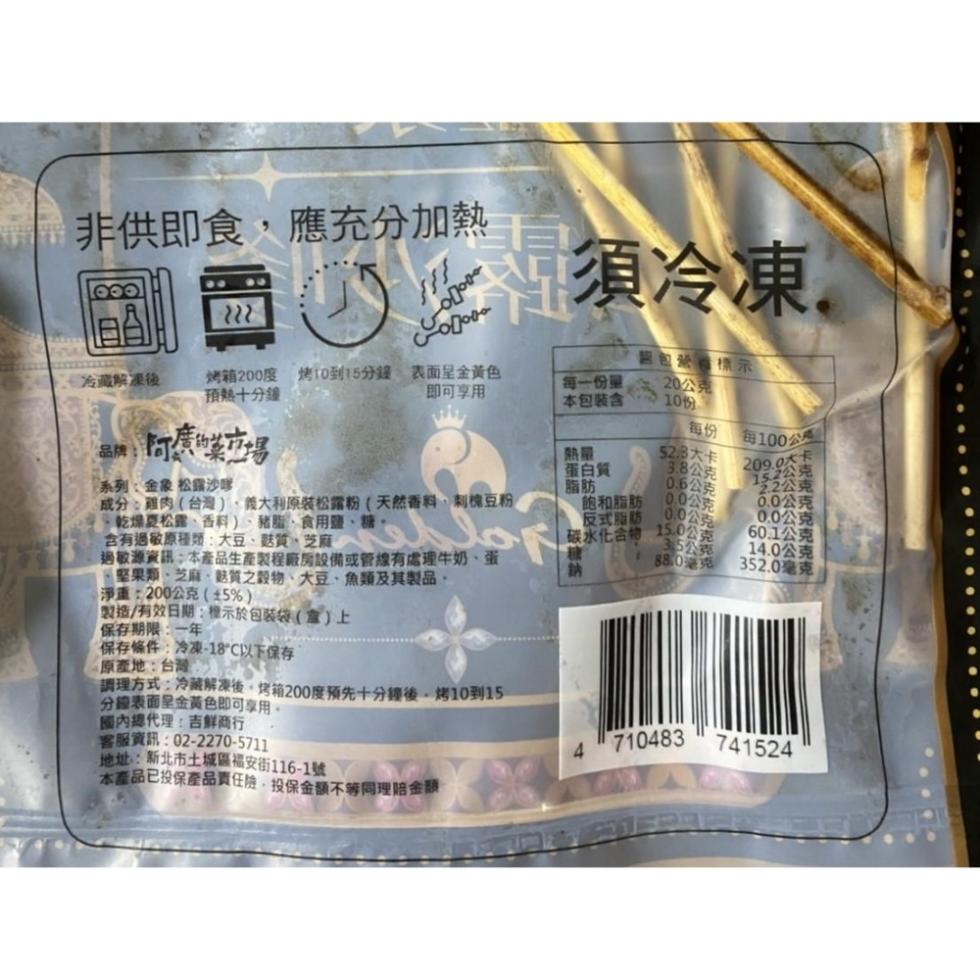 非供即食，應充分加熱
須冷凍
冷藏解凍後
烤箱200度
預熱十分鐘
烤10到15分鐘
表面呈金黃色
即可享用
品牌：阿廣的菜市場
系列：金象 松露沙嗲
成分：雞肉（台灣）、義大利原裝松露粉（天然香料、刺槐豆粉
、乾燥夏松露、香料）、豬脂、食用鹽、糖。
含有過敏原種類：大豆、麩質、芝麻
過敏源資訊：本產品生產製程廠房設備或管線有處理牛奶、蛋
、堅果類、芝麻、麩質之穀物、大豆、魚類及其製品。
淨重：200公克（±5%）
製造/有效日期：標示於包裝袋（盒）上
保存期限：一年
保存條件：冷凍-18°C以下保存
原產地：台灣
調理方式：冷藏解凍後，烤箱200度預先十分鐘後，烤10到15
分鐘表面呈金黃色即可享用。
國內總代理：吉鮮商行
客服資訊：02-2270-5711
地址：新北市土城區福安街116-1號
本產品已投保產品責任險，投保金額不等同理賠金額
醬包營養標示
每一份量 20公克
本包裝含 10份
每份 每100公克
熱量 52.3大卡 209.0大卡
蛋白質 3.8公克 15.2公克
脂肪 0.6公克 2.2公克
飽和脂肪 0.0公克 0.0公克
反式脂肪 0.0公克 0.0公克
碳水化合物 15.0公克 60.1公克
糖 3.5公克 14.0公克
鈉 88.0毫克 352.0毫克
4 710483 741524
Golden